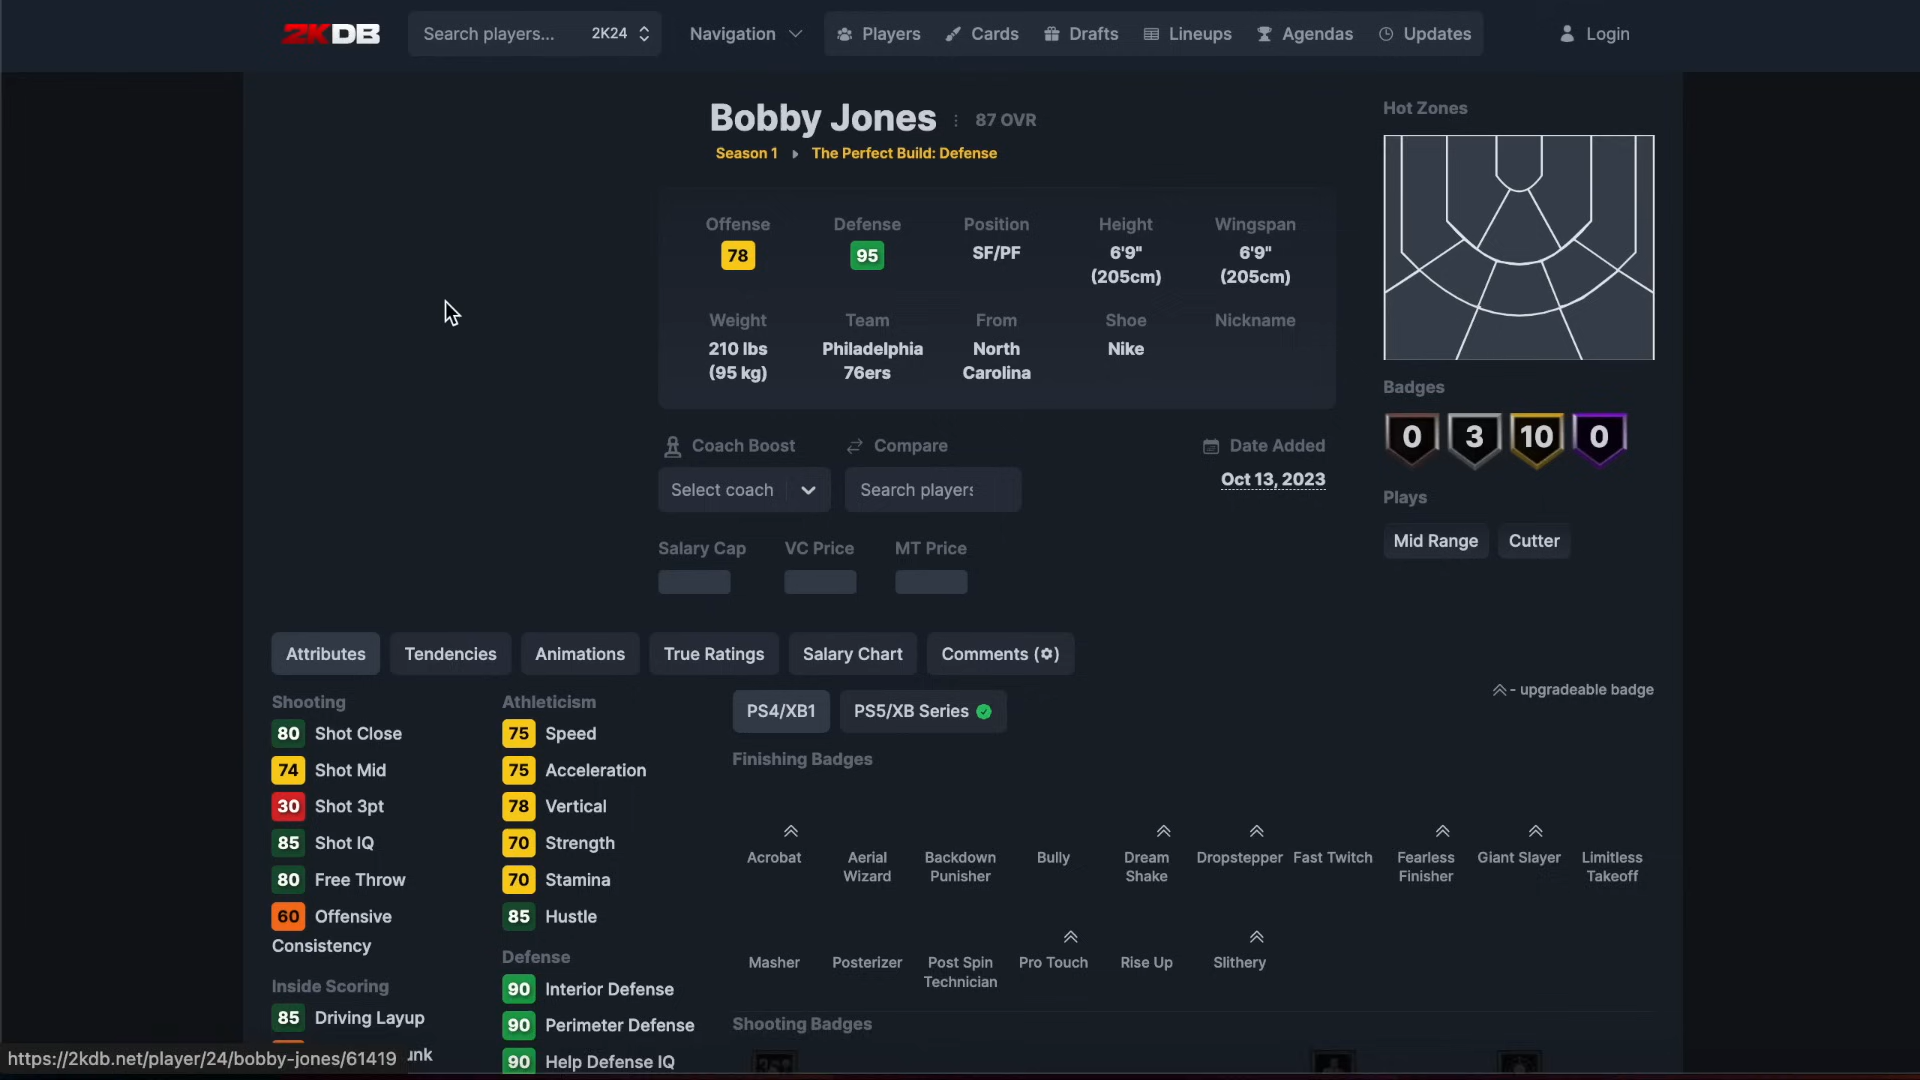 2KDB
Search players...
2K24
Navigation
Players
Cards
Drafts
Lineups
Agendas
Updates
Login
Bobby Jones : 87 OVR
Season 1
The Perfect Build: Defense
Offense
Defense
Position
Height
Wingspan
78
95
SF/PF
6'9"
(205cm)
6'9"
(205cm)
Weight
Team
From
Shoe
Nickname
210 lbs
(95 kg)
Philadelphia
76ers
North
Carolina
Nike
Coach Boost
Compare
Date Added
Select coach
Search players
Oct 13, 2023
Salary Cap
VC Price
MT Price
Hot Zones
Badges
0
3
10
0
Plays
Mid Range
Cutter
Attributes
Tendencies
Animations
True Ratings
Salary Chart
Comments ( )
- upgradeable badge
Shooting
80 Shot Close
74 Shot Mid
30 Shot 3pt
85 Shot IQ
80 Free Throw
60 Offensive
Consistency
Inside Scoring
85 Driving Layup
unk
Athleticism
75 Speed
75 Acceleration
78 Vertical
70 Strength
70 Stamina
85 Hustle
Defense
90 Interior Defense
90 Perimeter Defense
90 Help Defense IQ
PS4/XB1
PS5/XB Series
Finishing Badges
Acrobat
Aerial
Wizard
Backdown
Punisher
Bully
Dream
Shake
Dropstepper
Fast Twitch
Fearless
Finisher
Giant Slayer
Limitless
Takeoff
Masher
Posterizer
Post Spin
Technician
Pro Touch
Rise Up
Slithery
Shooting Badges
https://2kdb.net/player/24/bobby-jones/61419